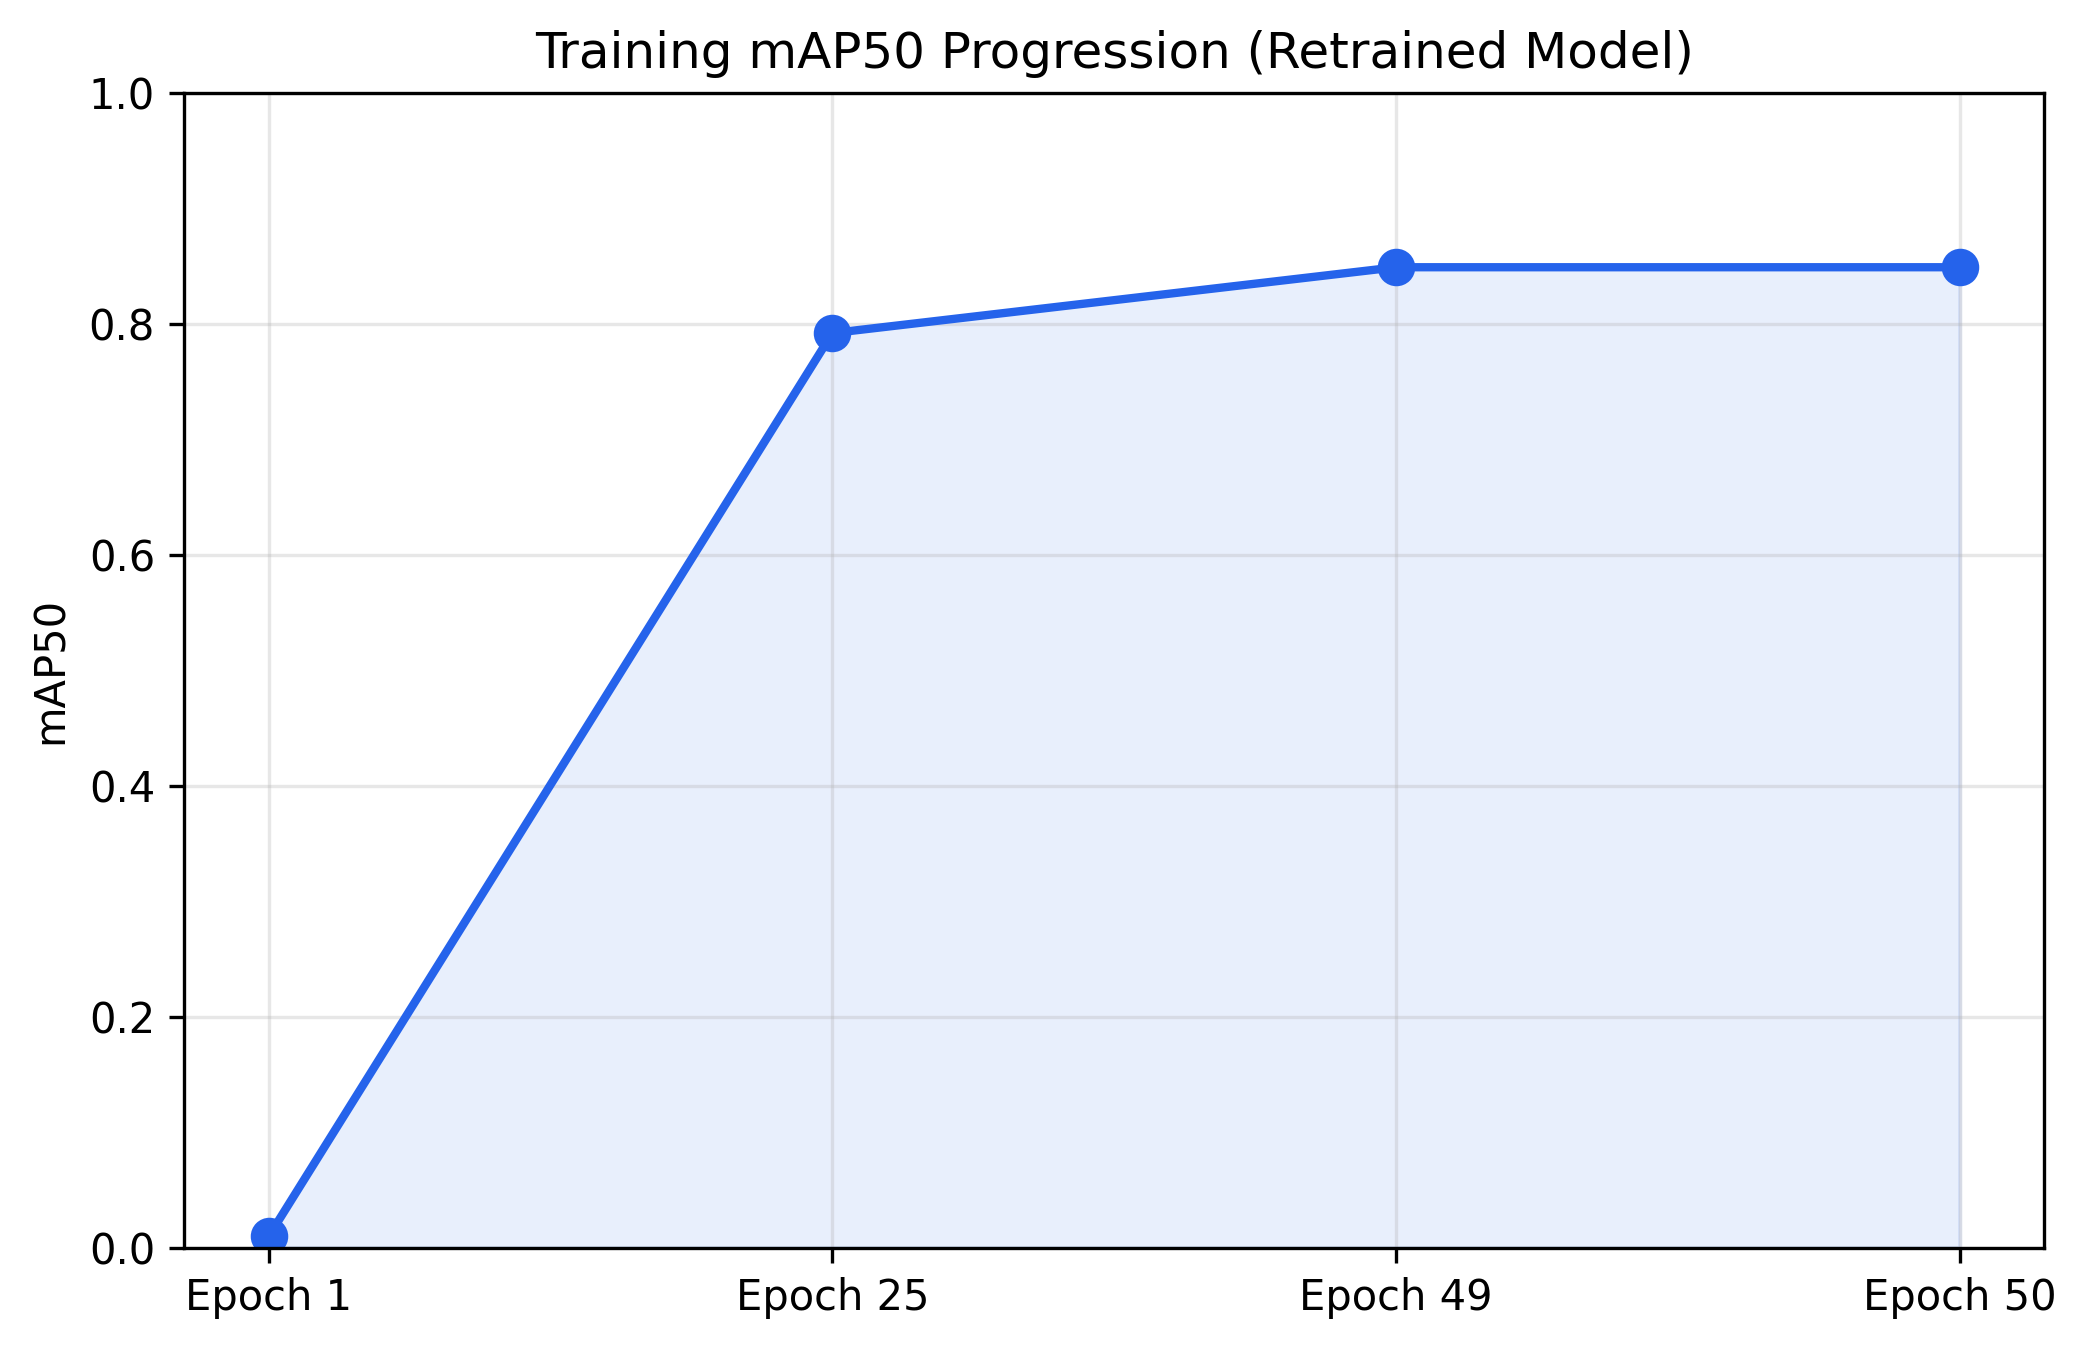 Training mAP50 Progression (Retrained Model)
1.0
0.8
0.6
0.4
0.2
0.0
mAP50
Epoch 1
Epoch 25
Epoch 49
Epoch 50